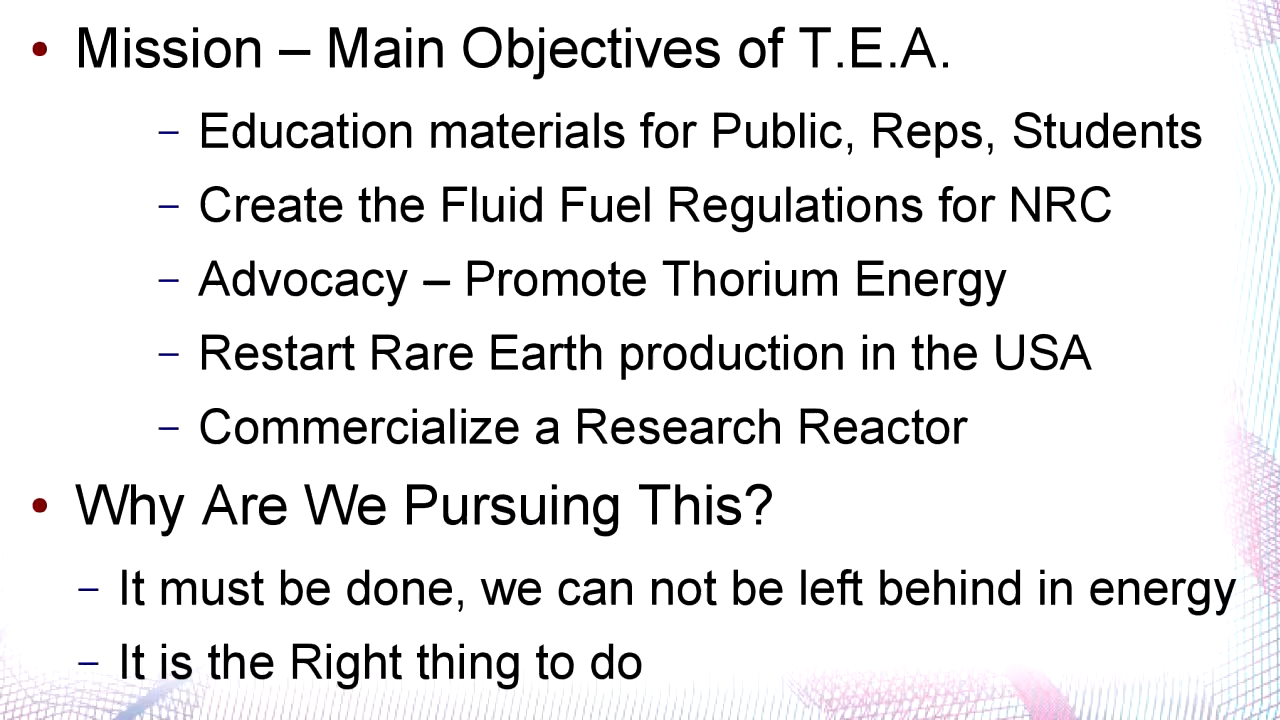 • Mission – Main Objectives of T.E.A.
– Education materials for Public, Reps, Students
– Create the Fluid Fuel Regulations for NRC
– Advocacy – Promote Thorium Energy
– Restart Rare Earth production in the USA
– Commercialize a Research Reactor
• Why Are We Pursuing This?
– It must be done, we can not be left behind in energy
– It is the Right thing to do